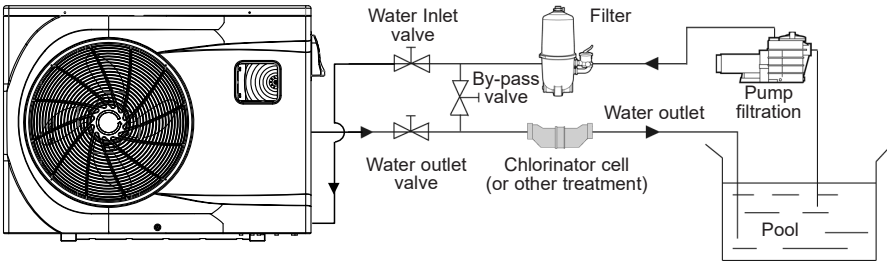 Water Inlet
valve
Filter
By-pass
valve
Pump
filtration
Water outlet
Water outlet
valve
Chlorinator cell
(or other treatment)
Pool